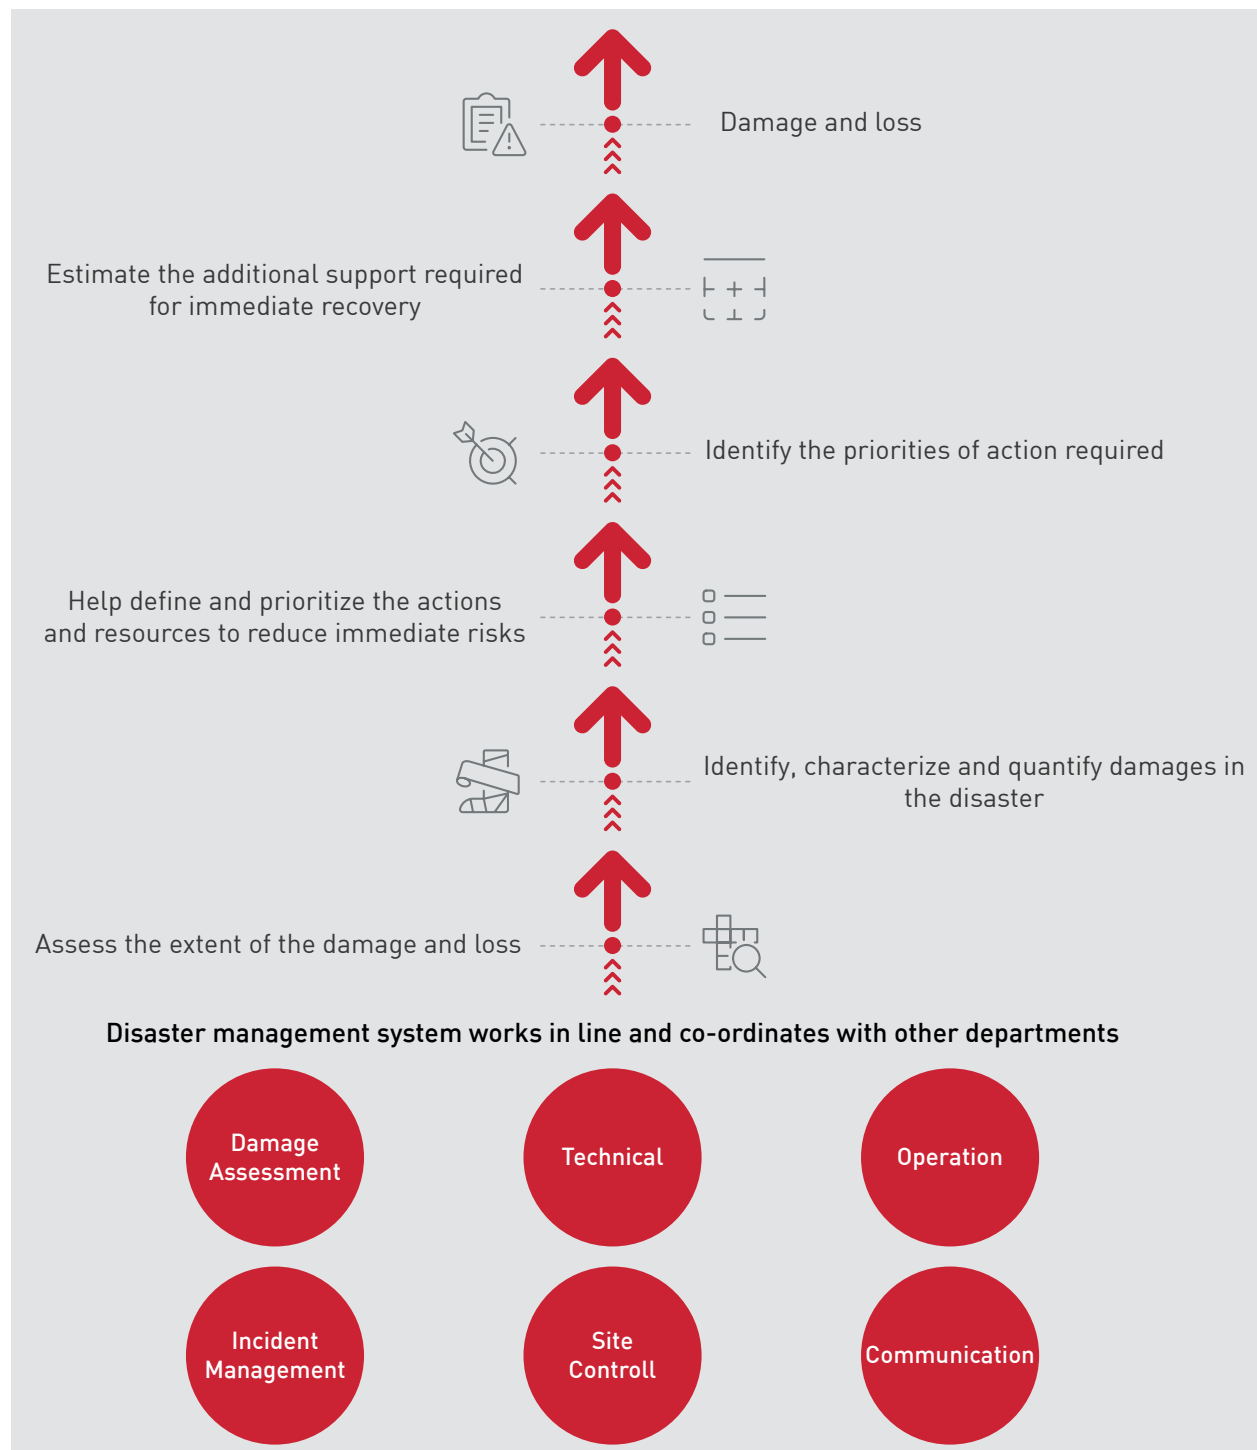 Damage and loss
Estimate the additional support required
for immediate recovery
Identify the priorities of action required
Help define and prioritize the actions
and resources to reduce immediate risks
Identify, characterize and quantify damages in
the disaster
Assess the extent of the damage and loss
Disaster management system works in line and co-ordinates with other departments
Damage
Assessment
Technical
Operation
Incident
Management
Site
Controll
Communication